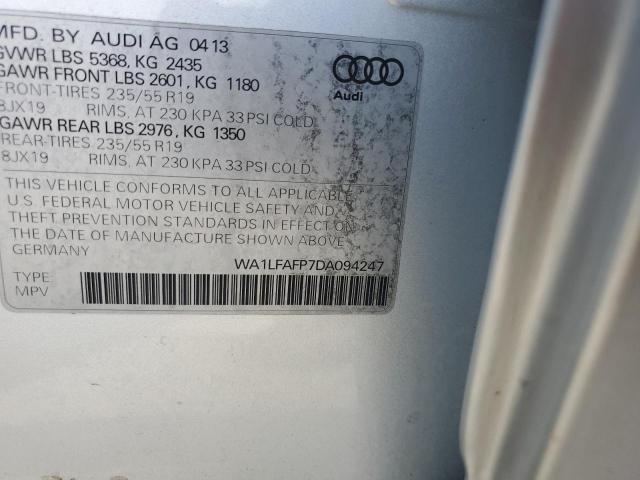 MFD. BY AUDI AG 04 13
GVWR LBS 5368, KG 2435
GAWR FRONT LBS 2601, KG 1180
FRONT-TIRES 235/55 R19
8JX19 RIMS, AT 230 KPA 33 PSI COLD
GAWR REAR LBS 2976, KG 1350
REAR-TIRES 235/55 R19
8JX19 RIMS, AT 230 KPA 33 PSI COLD
Audi
THIS VEHICLE CONFORMS TO ALL APPLICABLE
U.S. FEDERAL MOTOR VEHICLE SAFETY AND
THEFT PREVENTION STANDARDS IN EFFECT ON
THE DATE OF MANUFACTURE SHOWN ABOVE
GERMANY
WA1LFAFP7DA094247
TYPE:
MPV